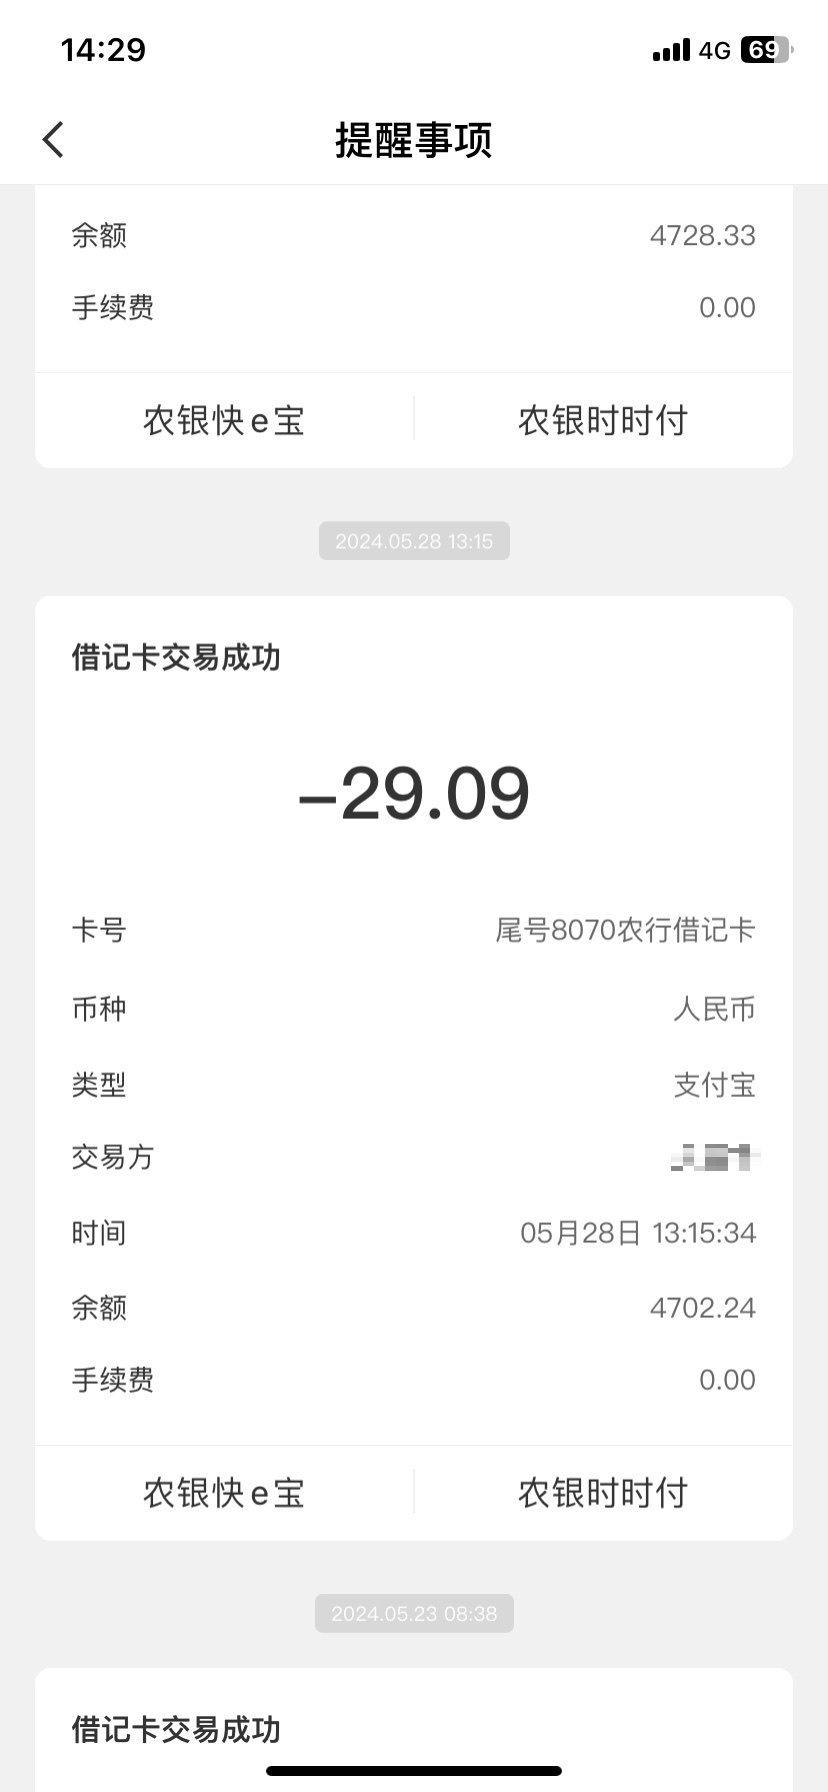 14:29
4G 69
提醒事项
余额 4728.33
手续费 0.00
农银快e宝 农银时时付
2024.05.28 13:15
借记卡交易成功
–29.09
卡号 尾号8070农行借记卡
币种 人民币
类型 支付宝
交易方
时间 05月28日 13:15:34
余额 4702.24
手续费 0.00
农银快e宝 农银时时付
2024.05.23 08:38
借记卡交易成功